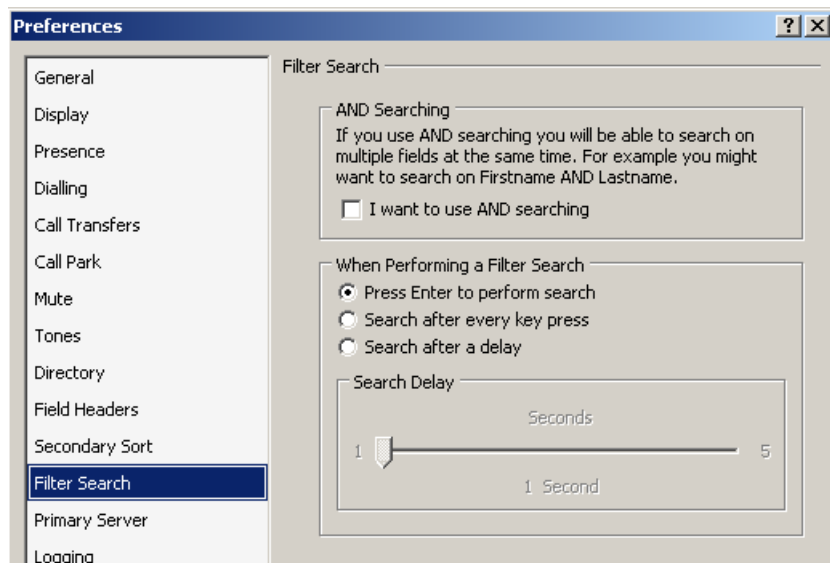 Preferences
General
Display
Presence
Dialling
Call Transfers
Call Park
Mute
Tones
Directory
Field Headers
Secondary Sort
Filter Search
Primary Server
Logging
Filter Search
AND Searching
If you use AND searching you will be able to search on
multiple fields at the same time. For example you might
want to search on Firstname AND Lastname.
I want to use AND searching
When Performing a Filter Search
Press Enter to perform search
Search after every key press
Search after a delay
Search Delay
Seconds
1 5
1 Second